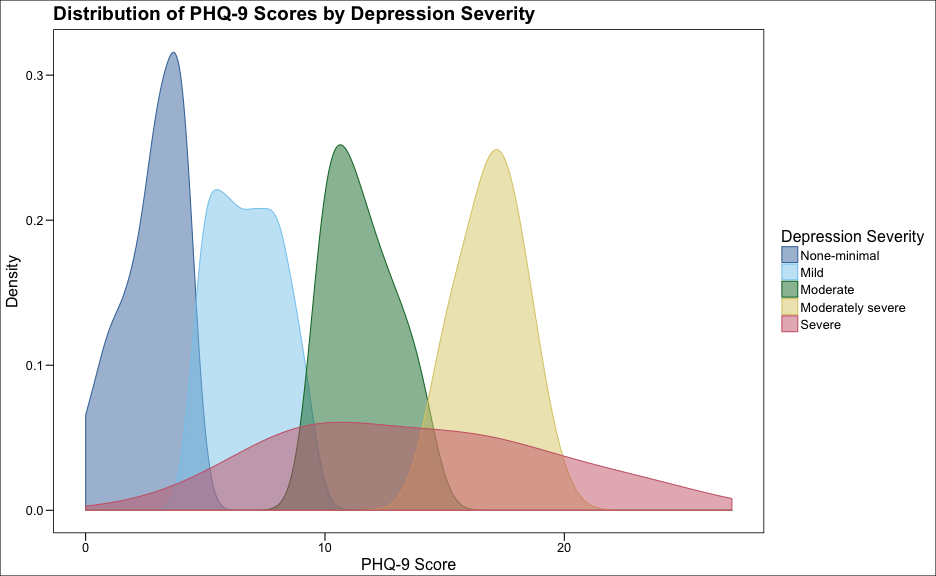 Distribution of PHQ-9 Scores by Depression Severity
0.3
0.2
0.1
0.0
Density
0
10
20
PHQ-9 Score
Depression Severity
None-minimal
Mild
Moderate
Moderately severe
Severe